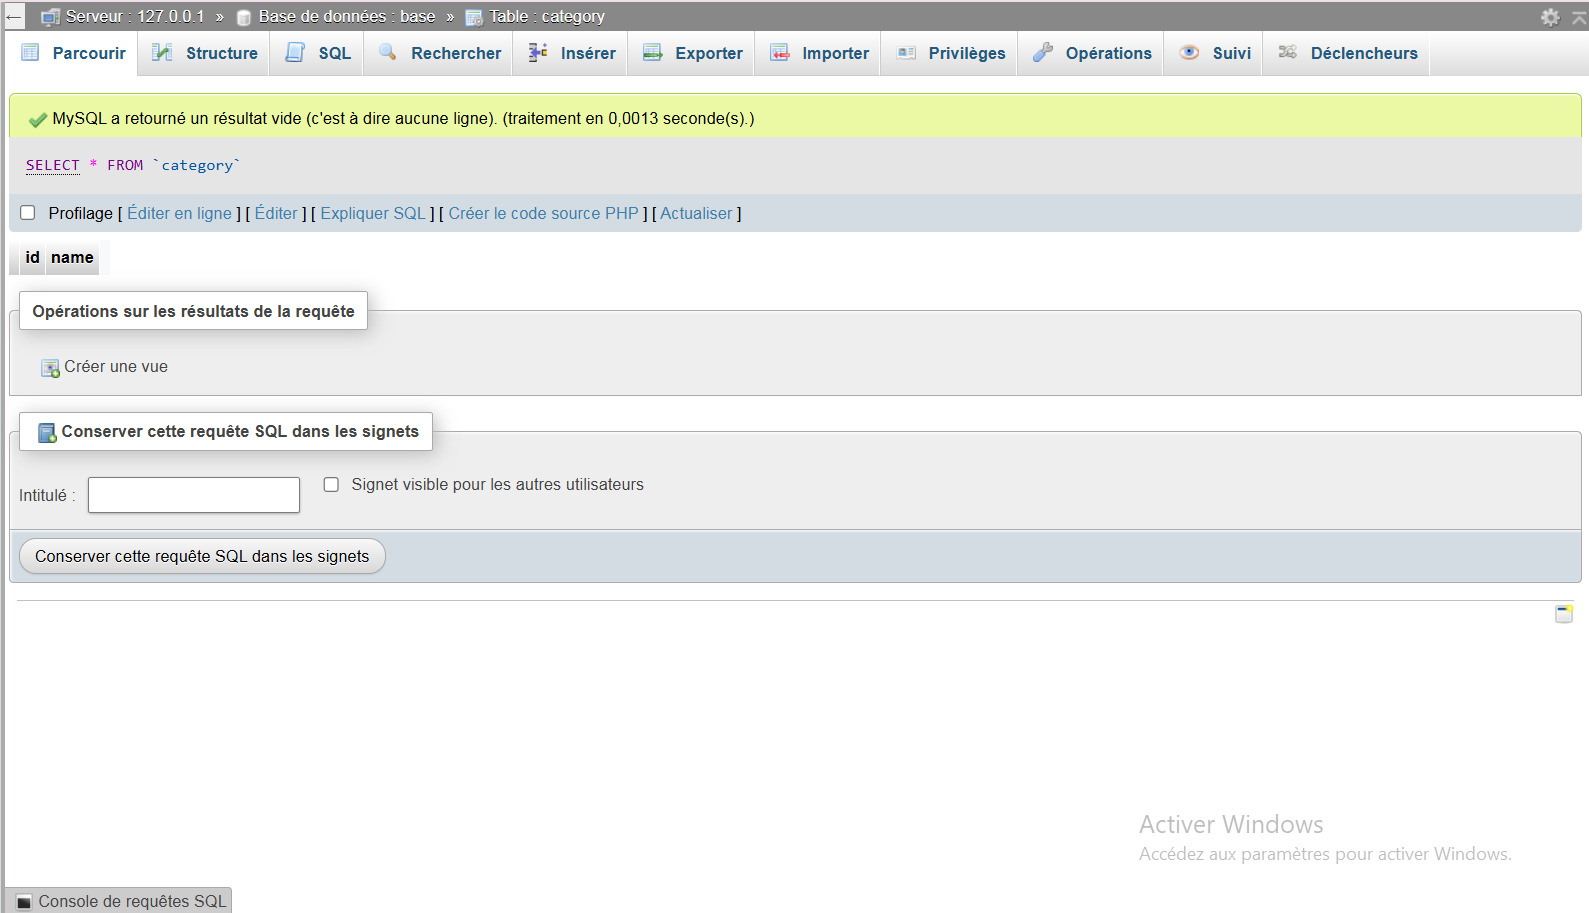 ← Serveur : 127.0.0.1 » Base de données : base » Table : category
Parcourir Structure SQL Rechercher Insérer Exporter Importer Privilèges Opérations Suivi Déclencheurs
MySQL a retourné un résultat vide (c'est à dire aucune ligne). (traitement en 0,0013 seconde(s).)
SELECT * FROM `category`
Profilage [ Éditer en ligne ] [ Éditer ] [ Expliquer SQL ] [ Créer le code source PHP ] [ Actualiser ]
id name
Opérations sur les résultats de la requête
Créer une vue
Conserver cette requête SQL dans les signets
Intitulé : Signet visible pour les autres utilisateurs
Conserver cette requête SQL dans les signets
Activer Windows
Accédez aux paramètres pour activer Windows.
Console de requêtes SQL